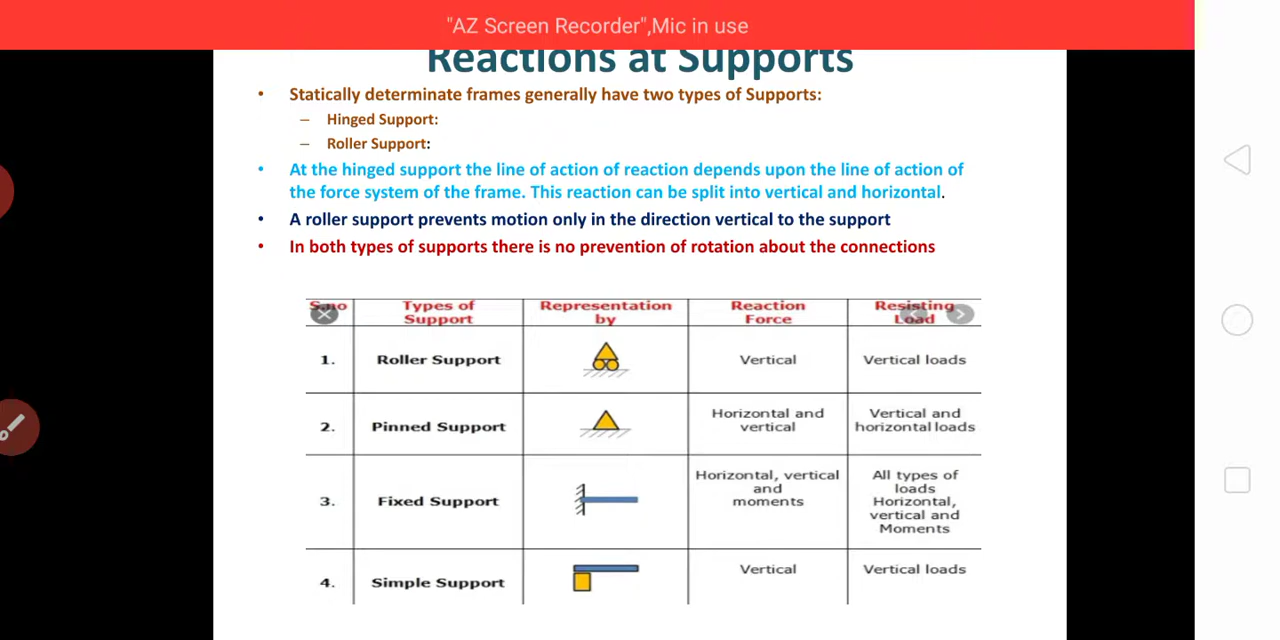 "AZ Screen Recorder",Mic in use
Reactions at Supports
• Statically determinate frames generally have two types of Supports:
– Hinged Support:
– Roller Support:
• At the hinged support the line of action of reaction depends upon the line of action of
the force system of the frame. This reaction can be split into vertical and horizontal.
• A roller support prevents motion only in the direction vertical to the support
• In both types of supports there is no prevention of rotation about the connections
S.no
Types of
Support
Representation
by
Reaction
Force
Resisting
Load
1.
Roller Support
Vertical
Vertical loads
2.
Pinned Support
Horizontal and
vertical
Vertical and
horizontal loads
3.
Fixed Support
Horizontal, vertical
and
moments
All types of
loads
Horizontal,
vertical and
Moments
4.
Simple Support
Vertical
Vertical loads